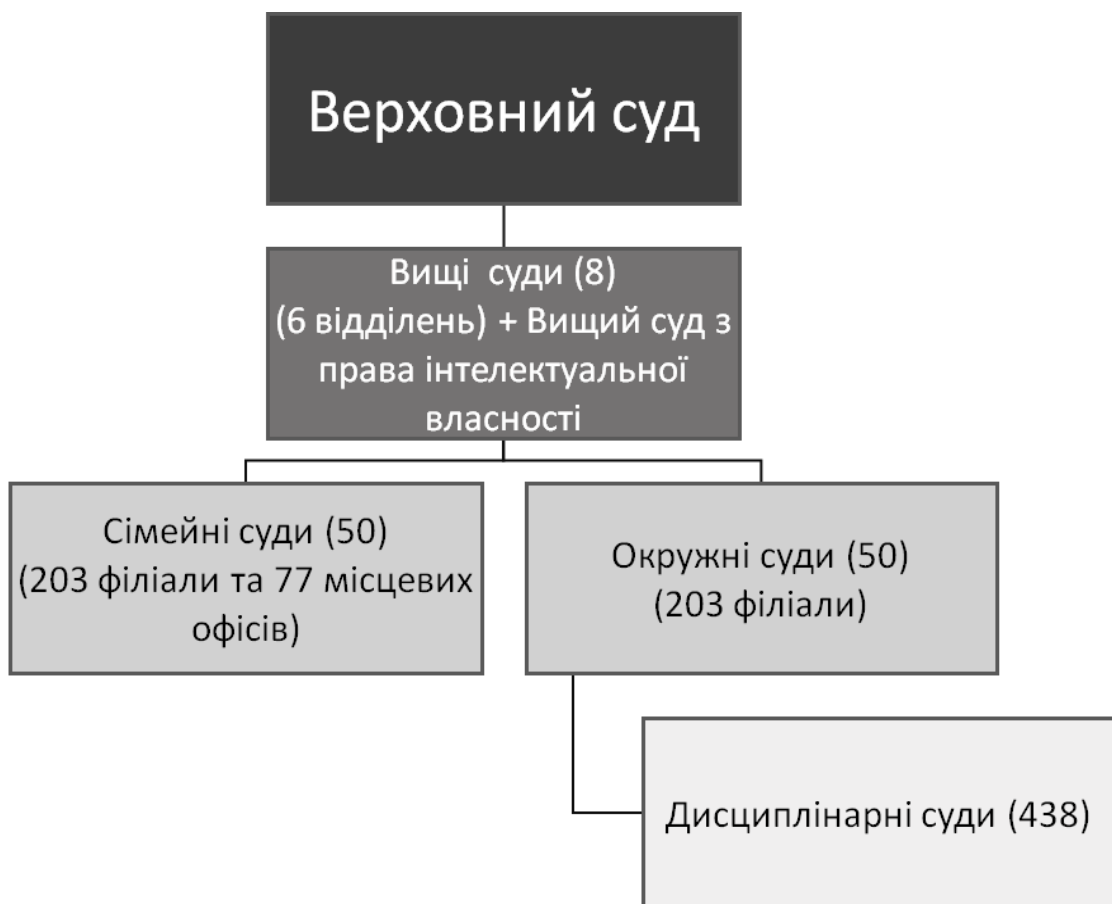 Верховний суд
Вищі суди (8)
(6 відділень) + Вищий суд з
права інтелектуальної
власності
Сімейні суди (50)
(203 філіали та 77 місцевих
офісів)
Окружні суди (50)
(203 філіали)
Дисциплінарні суди (438)